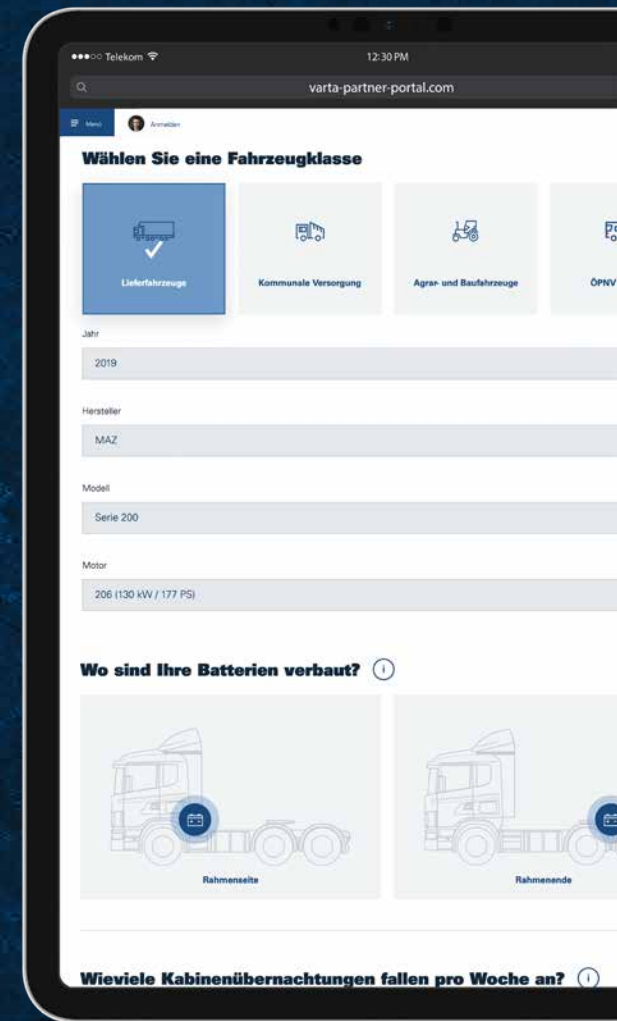 Telekom
12:30 PM
varta-partner-portal.com
Menü
Anmelden
Wählen Sie eine Fahrzeugklasse
Lieferfahrzeuge
Kommunale Versorgung
Agrar- und Baufahrzeuge
ÖPNV
Jahr
2019
Hersteller
MAZ
Modell
Serie 200
Motor
206 (130 kW / 177 PS)
Wo sind Ihre Batterien verbaut? i
Rahmenseite
Rahmenende
Wieviele Kabinenübernachtungen fallen pro Woche an? i